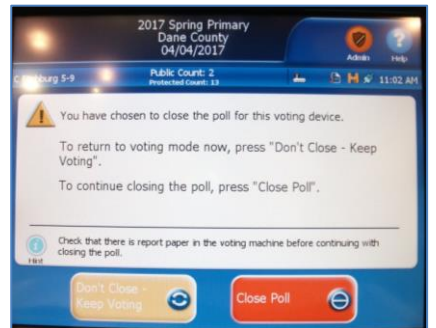 2017 Spring Primary
Dane County
04/04/2017
Admin
Help
5-9
Public Count: 2
Protected Count: 13
11:02 AM
You have chosen to close the poll for this voting device.
To return to voting mode now, press "Don't Close - Keep
Voting".
To continue closing the poll, press "Close Poll".
Check that there is report paper in the voting machine before continuing with
closing the poll.
Hint
Don't Close -
Keep Voting
Close Poll